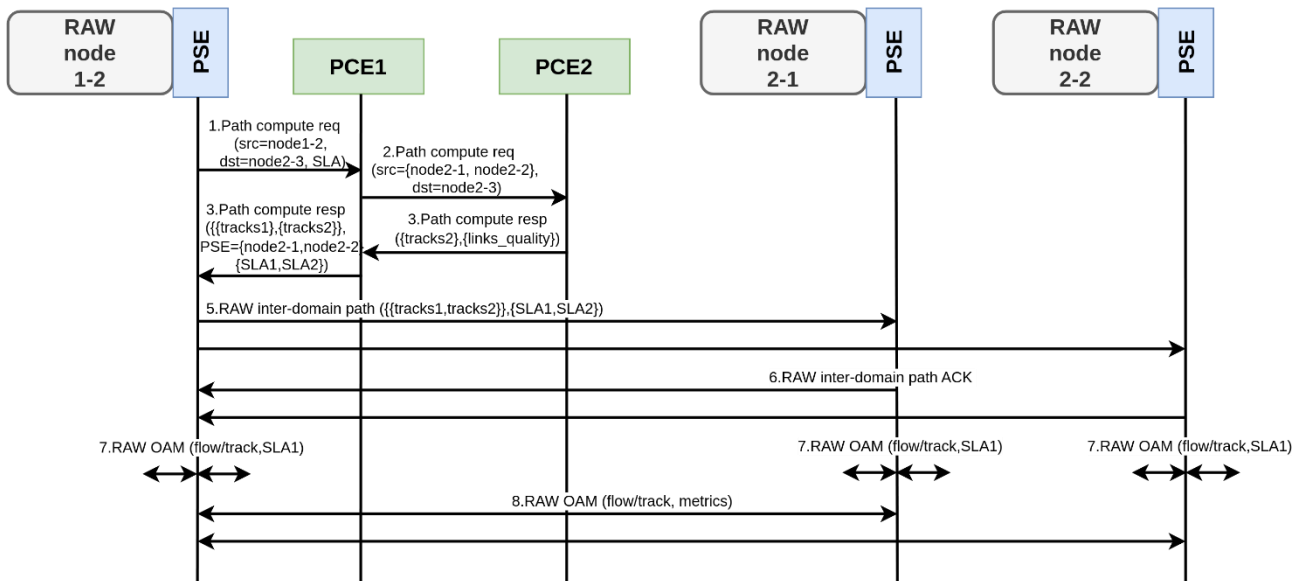 RAW
node
1-2
PSE
PCE1
PCE2
RAW
node
2-1
PSE
RAW
node
2-2
PSE
1.Path compute req
(src=node1-2,
dst=node2-3, SLA)
2.Path compute req
(src={node2-1, node2-2},
dst=node2-3)
3.Path compute resp
({{tracks1},{tracks2}},
PSE={node2-1,node2-2}
{SLA1,SLA2})
3.Path compute resp
({{tracks2},{links_quality})
5.RAW inter-domain path ({{tracks1,tracks2}},{SLA1,SLA2})
6.RAW inter-domain path ACK
7.RAW OAM (flow/track,SLA1)
7.RAW OAM (flow/track,SLA1)
7.RAW OAM (flow/track,SLA1)
8.RAW OAM (flow/track, metrics)